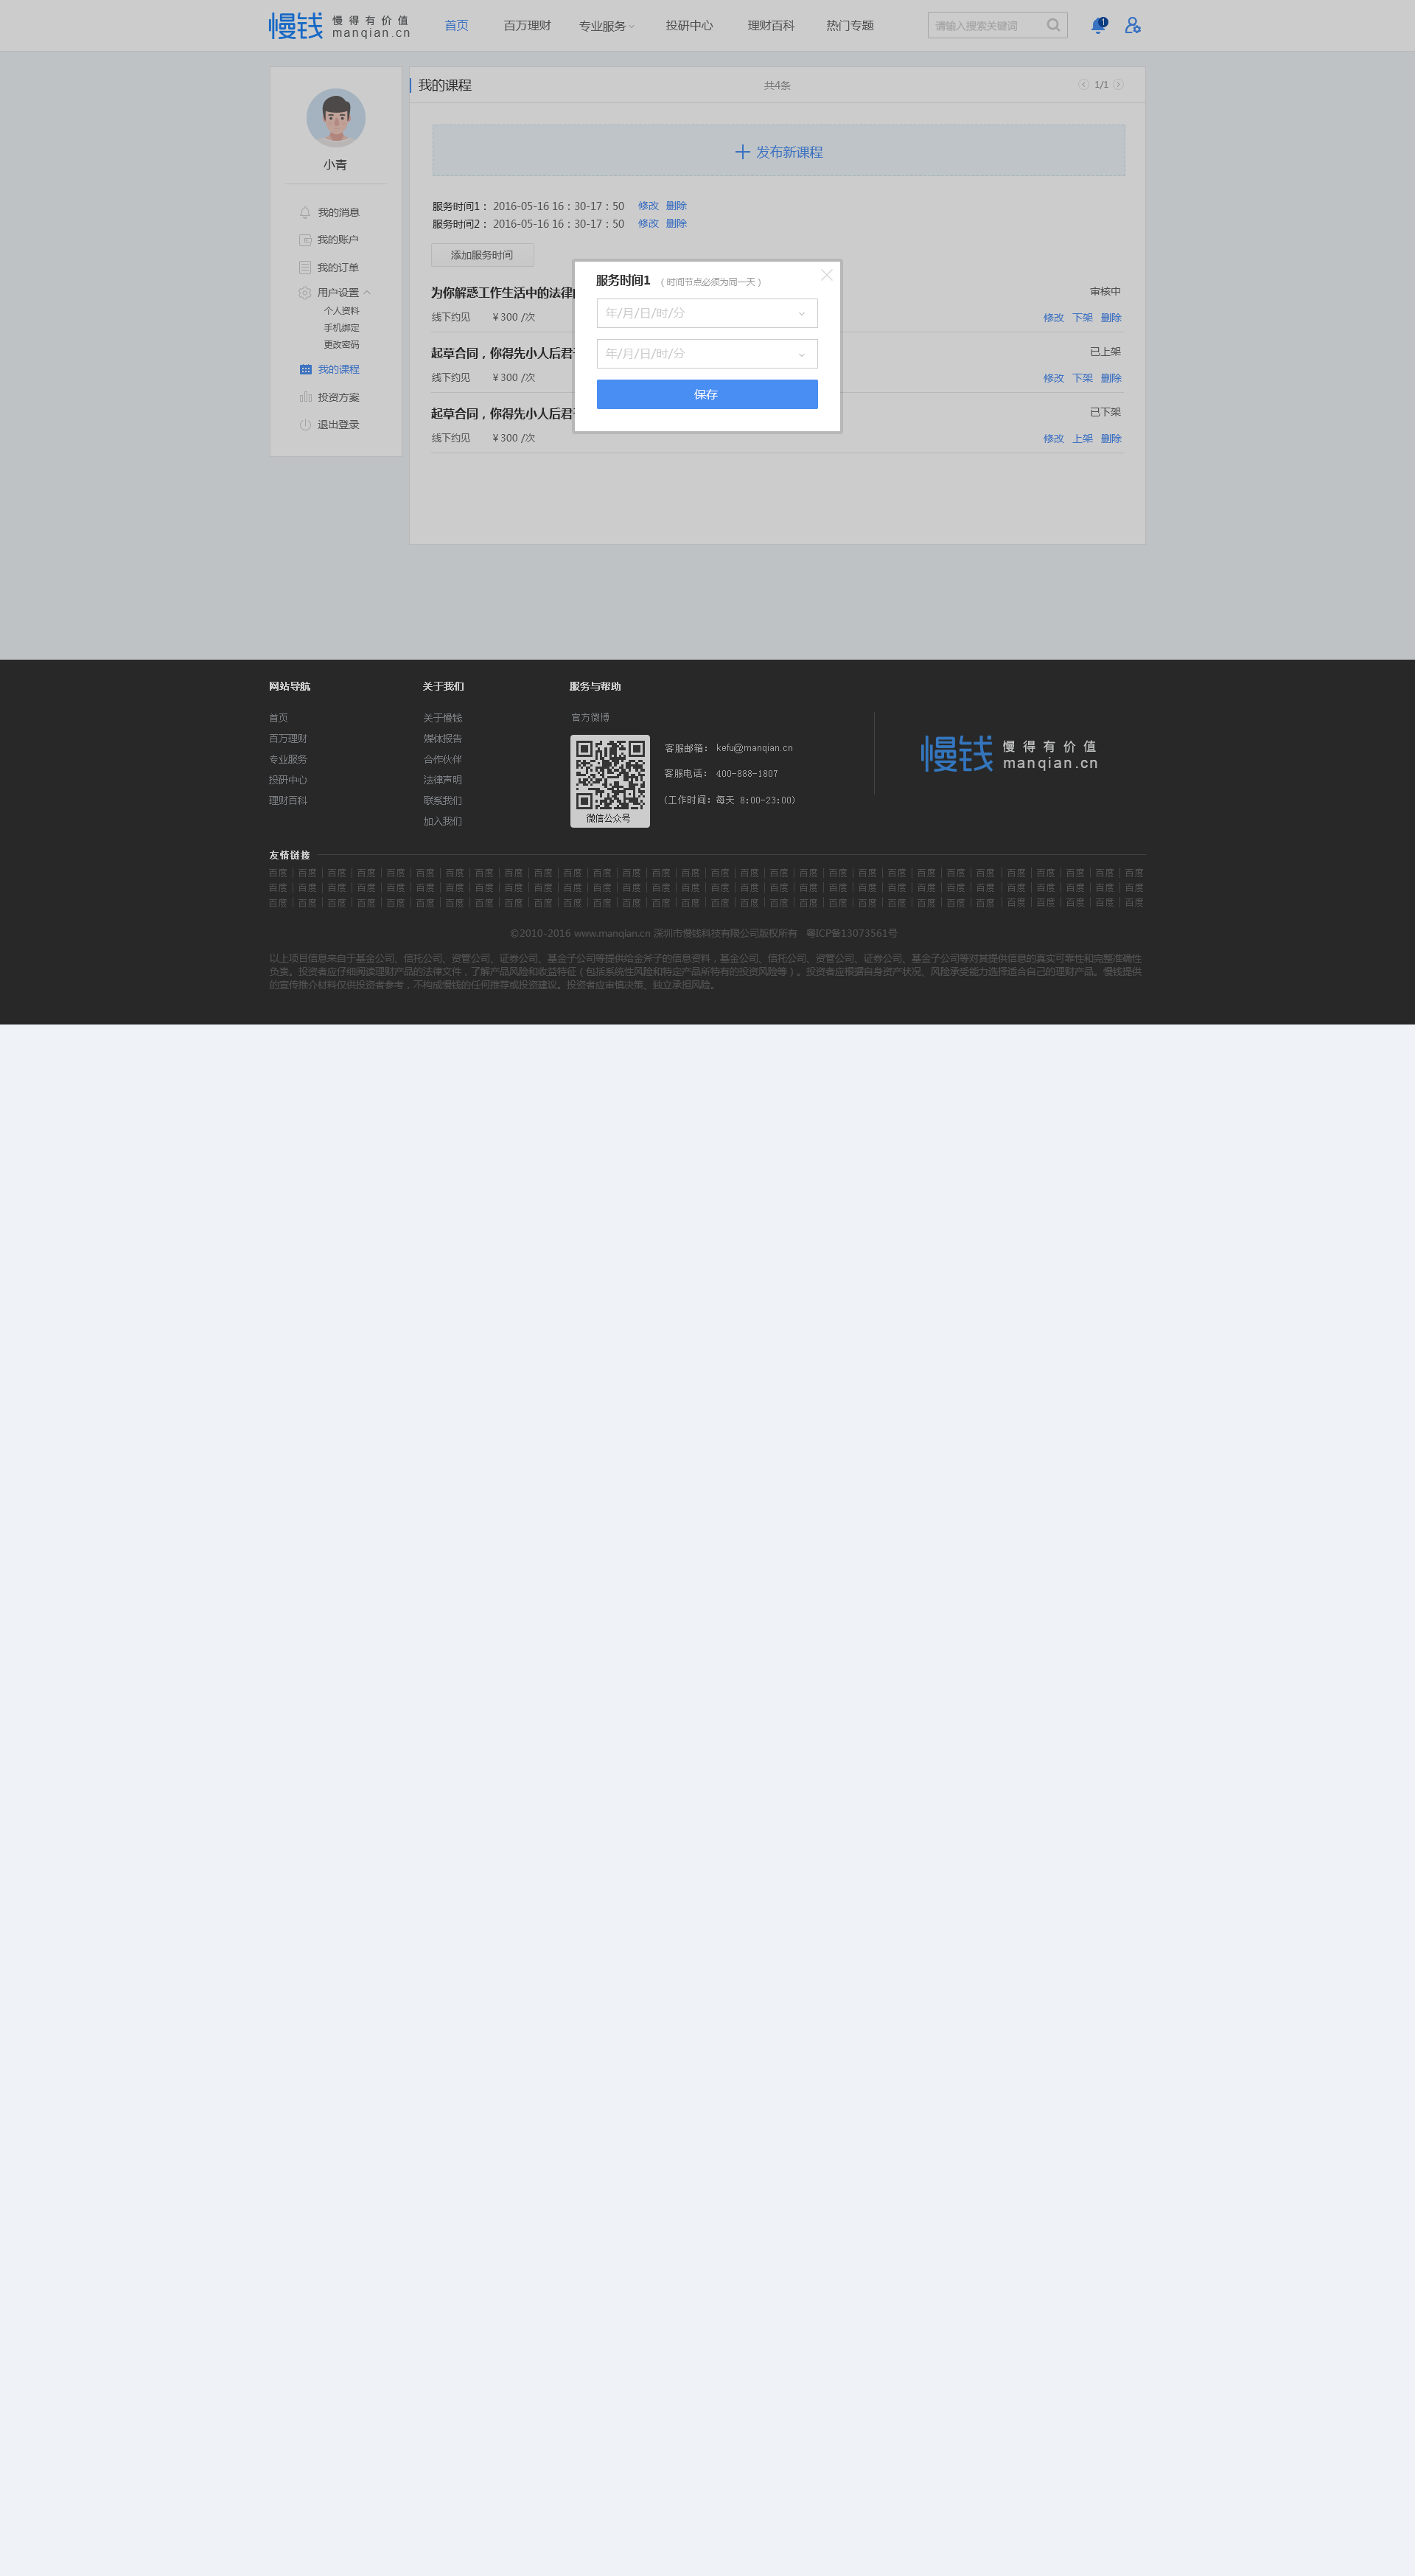 慢钱 慢得有价值 manqian.cn 首页 百万理财 专业服务 投研中心 理财百科 热门专题 请输入搜索关键词 1
小青
我的消息
我的账户
我的订单
用户设置
个人资料
手机绑定
更改密码
我的课程
投资方案
退出登录
我的课程 共4条 1/1
发布新课程
服务时间1： 2016-05-16 16：30-17：50 修改 删除
服务时间2： 2016-05-16 16：30-17：50 修改 删除
添加服务时间
为你解惑工作生活中的法律 审核中
线下约见 ￥300 /次 修改 下架 删除
起草合同，你得先小人后君 已上架
线下约见 ￥300 /次 修改 下架 删除
起草合同，你得先小人后君 已下架
线下约见 ￥300 /次 修改 上架 删除
服务时间1 （时间节点必须为同一天）
年/月/日/时/分
年/月/日/时/分
保存
网站导航
首页
百万理财
专业服务
投研中心
理财百科
关于我们
关于慢钱
媒体报告
合作伙伴
法律声明
联系我们
加入我们
服务与帮助
官方微博
微信公众号
客服邮箱： kefu@manqian.cn
客服电话： 400-888-1807
(工作时间：每天 8:00-23:00)
慢钱 慢得有价值 manqian.cn
友情链接
百度 | 百度 | 百度 | 百度 | 百度 | 百度 | 百度 | 百度 | 百度 | 百度 | 百度 | 百度 | 百度 | 百度 | 百度 | 百度 | 百度 | 百度 | 百度 | 百度 | 百度 | 百度 | 百度 | 百度 | 百度 | 百度 | 百度 | 百度 | 百度 | 百度
百度 | 百度 | 百度 | 百度 | 百度 | 百度 | 百度 | 百度 | 百度 | 百度 | 百度 | 百度 | 百度 | 百度 | 百度 | 百度 | 百度 | 百度 | 百度 | 百度 | 百度 | 百度 | 百度 | 百度 | 百度 | 百度 | 百度 | 百度 | 百度 | 百度
百度 | 百度 | 百度 | 百度 | 百度 | 百度 | 百度 | 百度 | 百度 | 百度 | 百度 | 百度 | 百度 | 百度 | 百度 | 百度 | 百度 | 百度 | 百度 | 百度 | 百度 | 百度 | 百度 | 百度 | 百度 | 百度 | 百度 | 百度 | 百度 | 百度
©2010-2016 www.manqian.cn 深圳市慢钱科技有限公司版权所有 粤ICP备13073561号
以上项目信息来自于基金公司、信托公司、资管公司、证券公司、基金子公司等提供给金斧子的信息资料，基金公司、信托公司、资管公司、证券公司、基金子公司等对其提供信息的真实可靠性和完整准确性
负责。投资者应仔细阅读理财产品的法律文件，了解产品风险和收益特征（包括系统性风险和特定产品所特有的投资风险等）。投资者应根据自身资产状况、风险承受能力选择适合自己的理财产品。慢钱提供
的宣传推介材料仅供投资者参考，不构成慢钱的任何推荐或投资建议。投资者应审慎决策、独立承担风险。